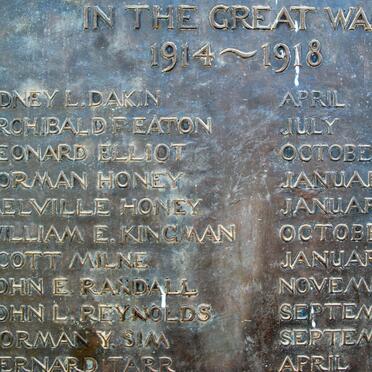 IN THE GREAT WA
1914~1918
DNEY L. DAKIN APRIL
RCHIBALD F. EATON JULY
EONARD ELLIOT OCTOBE
ORMAN HONEY JANUAR
ELVILLE HONEY JANUAR
ILLIAM E. KINGMAN OCTOBE
COTT MILNE JANUAR
OHN E RANDALL NOVEM
OHN L. REYNOLDS SEPTEM
ORMAN Y. SIM SEPTEM
ERNARD TARR APRIL